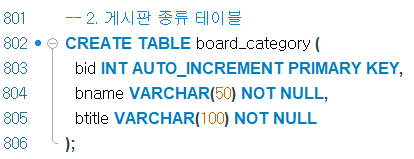 801 -- 2. 게시판 종류 테이블
802 CREATE TABLE board_category (
803 bid INT AUTO_INCREMENT PRIMARY KEY,
804 bname VARCHAR(50) NOT NULL,
805 btitle VARCHAR(100) NOT NULL
806 );